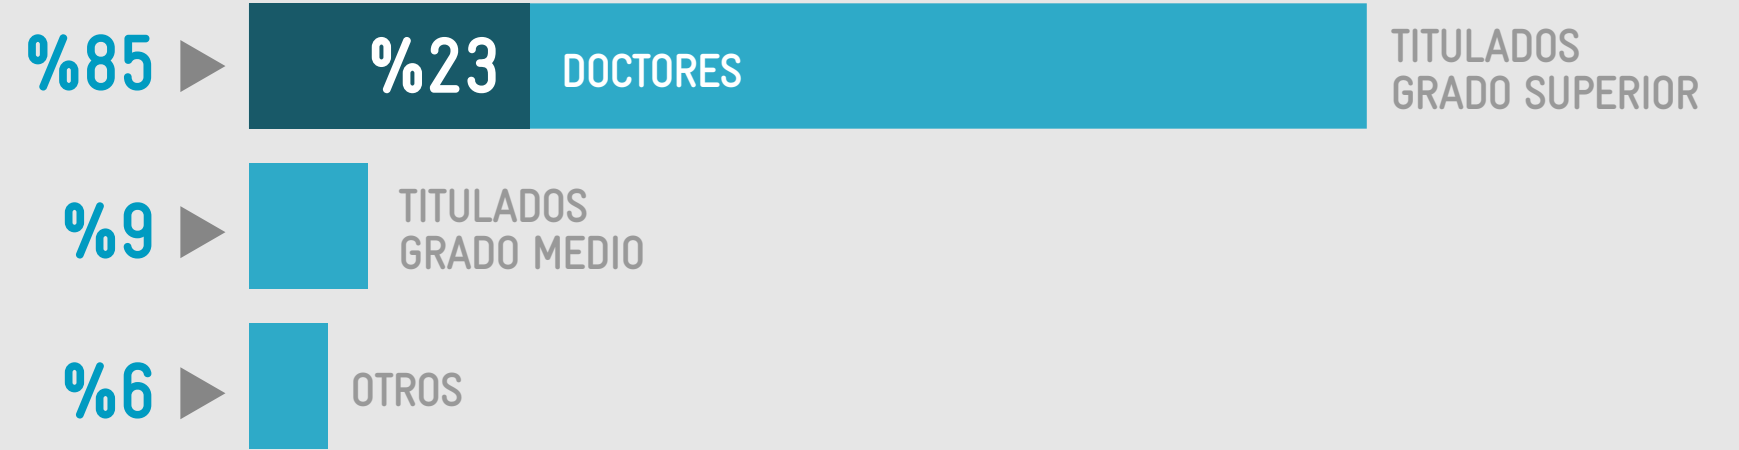 %85
%23 DOCTORES
TITULADOS
GRADO SUPERIOR
%9
TITULADOS
GRADO MEDIO
%6
OTROS